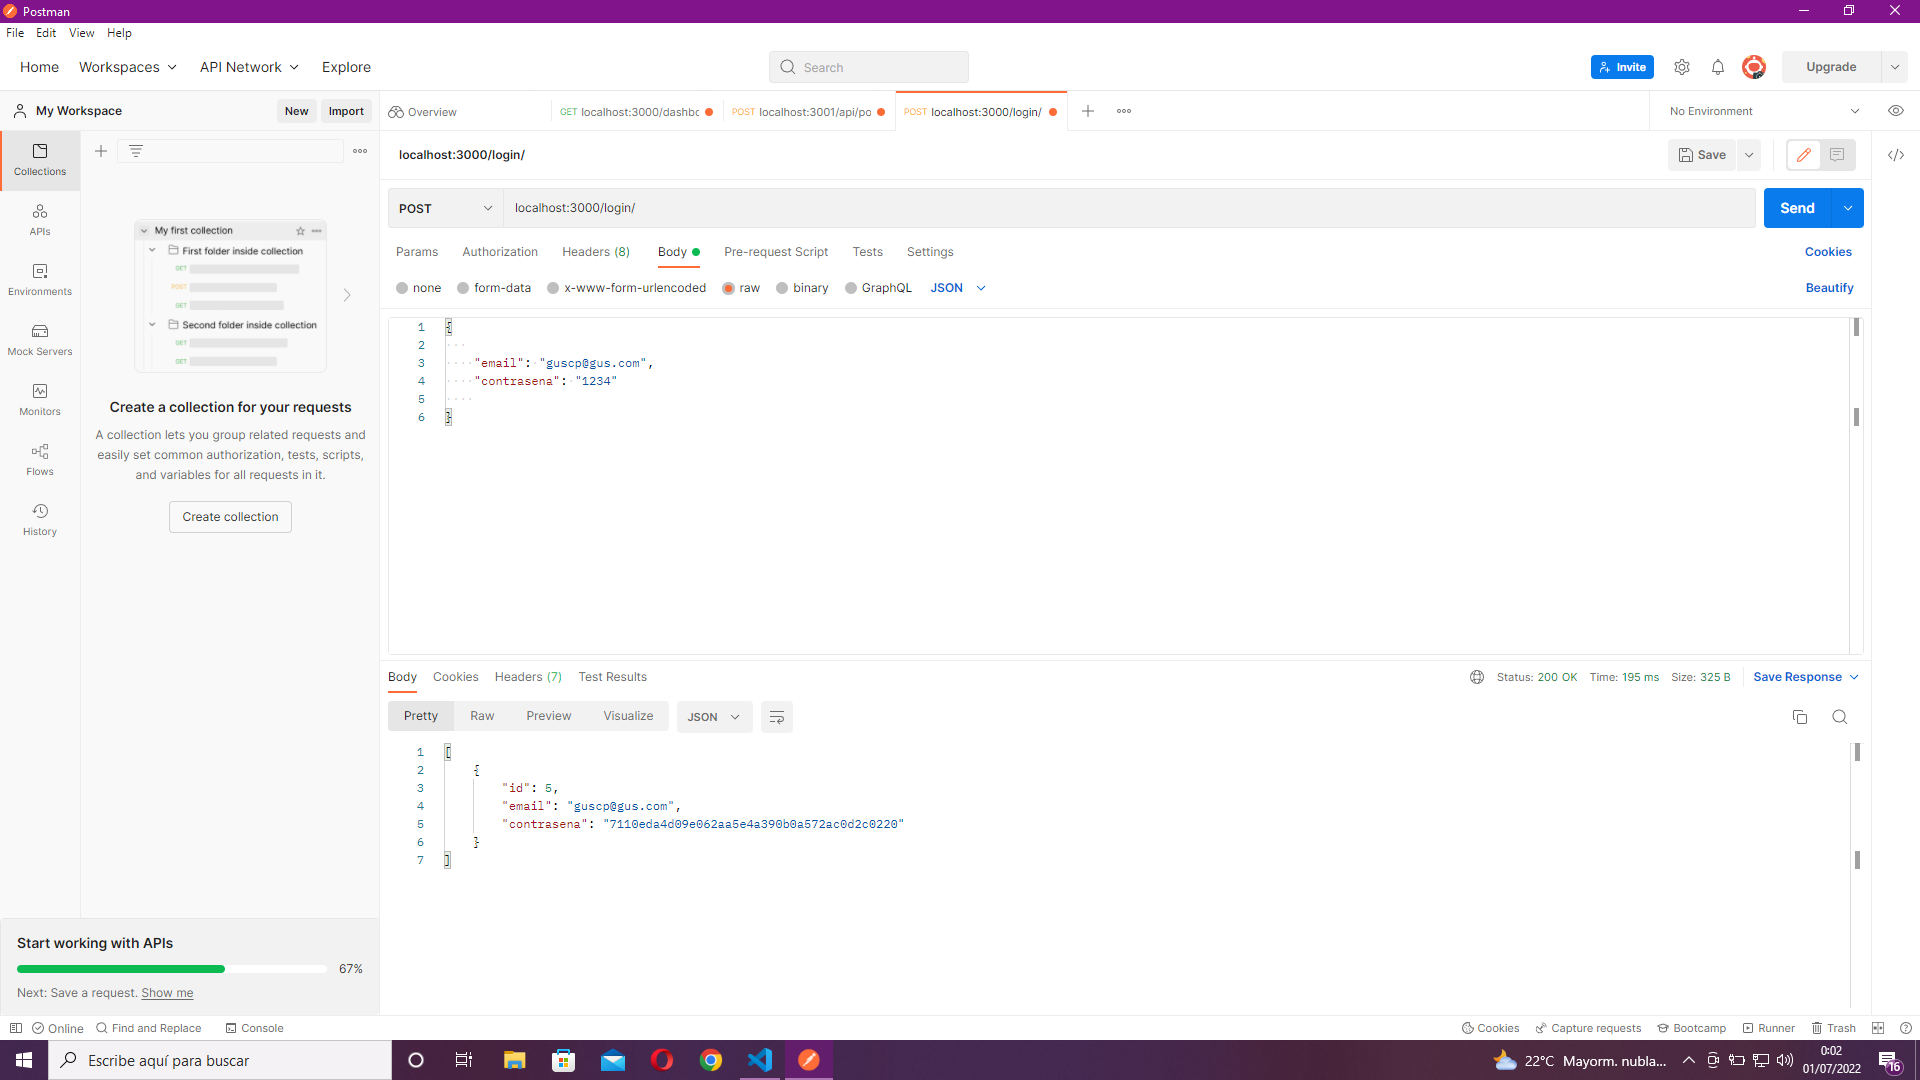 Postman
File Edit View Help
Home Workspaces API Network Explore
Search
Invite
Upgrade
My Workspace
New Import
Overview
GET localhost:3000/dashbo
POST localhost:3001/api/po
POST localhost:3000/login/
No Environment
Collections
APIs
Environments
Mock Servers
Monitors
Flows
History
My first collection
First folder inside collection
GET
POST
GET
Second folder inside collection
GET
GET
Create a collection for your requests
A collection lets you group related requests and
easily set common authorization, tests, scripts,
and variables for all requests in it.
Create collection
Start working with APIs
67%
Next: Save a request. Show me
localhost:3000/login/
Save
POST localhost:3000/login/
Send
Params Authorization Headers (8) Body Pre-request Script Tests Settings
Cookies
none form-data x-www-form-urlencoded raw binary GraphQL JSON
Beautify
1 {
2
3 "email": "guscp@gus.com",
4 "contrasena": "1234"
5
6 }
Body Cookies Headers (7) Test Results
Status: 200 OK Time: 195 ms Size: 325 B Save Response
Pretty Raw Preview Visualize JSON
1 [
2 {
3 "id": 5,
4 "email": "guscp@gus.com",
5 "contrasena": "7110eda4d09e062aa5e4a390b0a572ac0d2c0220"
6 }
7 ]
Online Find and Replace Console
Cookies Capture requests Bootcamp Runner Trash
Escribe aquí para buscar
22°C Mayorm. nubla...
0:02
01/07/2022
16